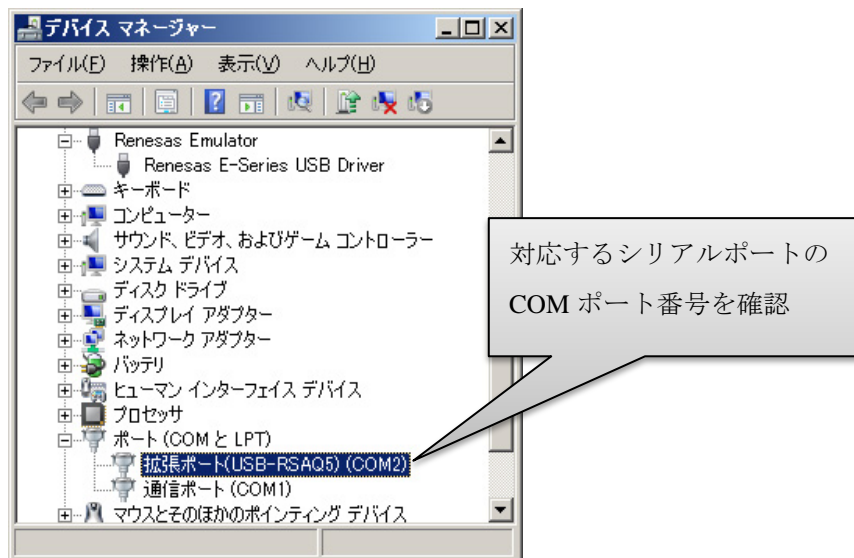 デバイス マネージャー
ファイル(F) 操作(A) 表示(V) ヘルプ(H)
Renesas Emulator
Renesas E-Series USB Driver
キーボード
コンピューター
サウンド、ビデオ、およびゲーム コントローラー
システム デバイス
ディスク ドライブ
ディスプレイ アダプター
ネットワーク アダプター
バッテリ
ヒューマン インターフェイス デバイス
プロセッサ
ポート (COM と LPT)
拡張ポート(USB-RSAQ5) (COM2)
通信ポート (COM1)
マウスとそのほかのポインティング デバイス
対応するシリアルポートの
COM ポート番号を確認